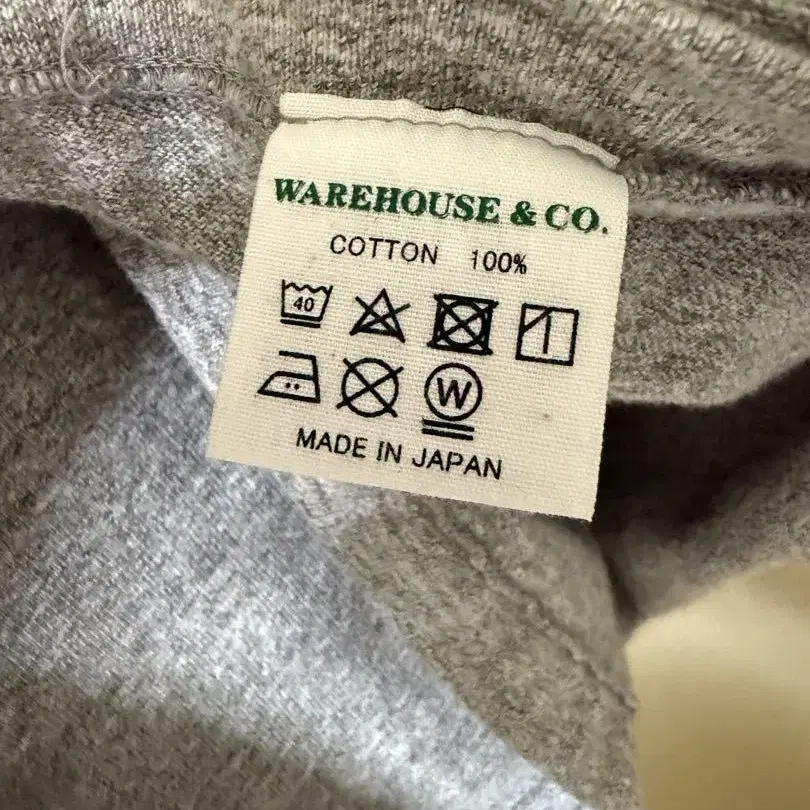 WAREHOUSE & CO.
COTTON 100%
40
W
MADE IN JAPAN